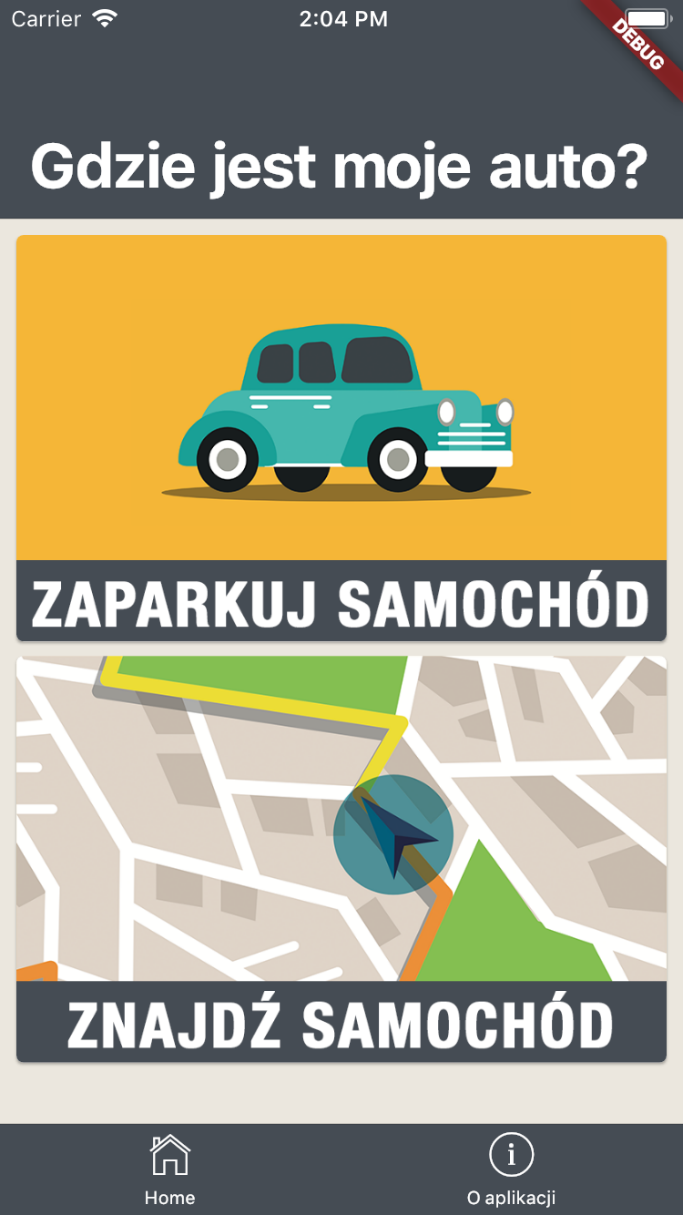 Carrier 2:04 PM
DEBUG
Gdzie jest moje auto?
ZAPARKUJ SAMOCHÓD
ZNAJDŹ SAMOCHÓD
Home O aplikacji